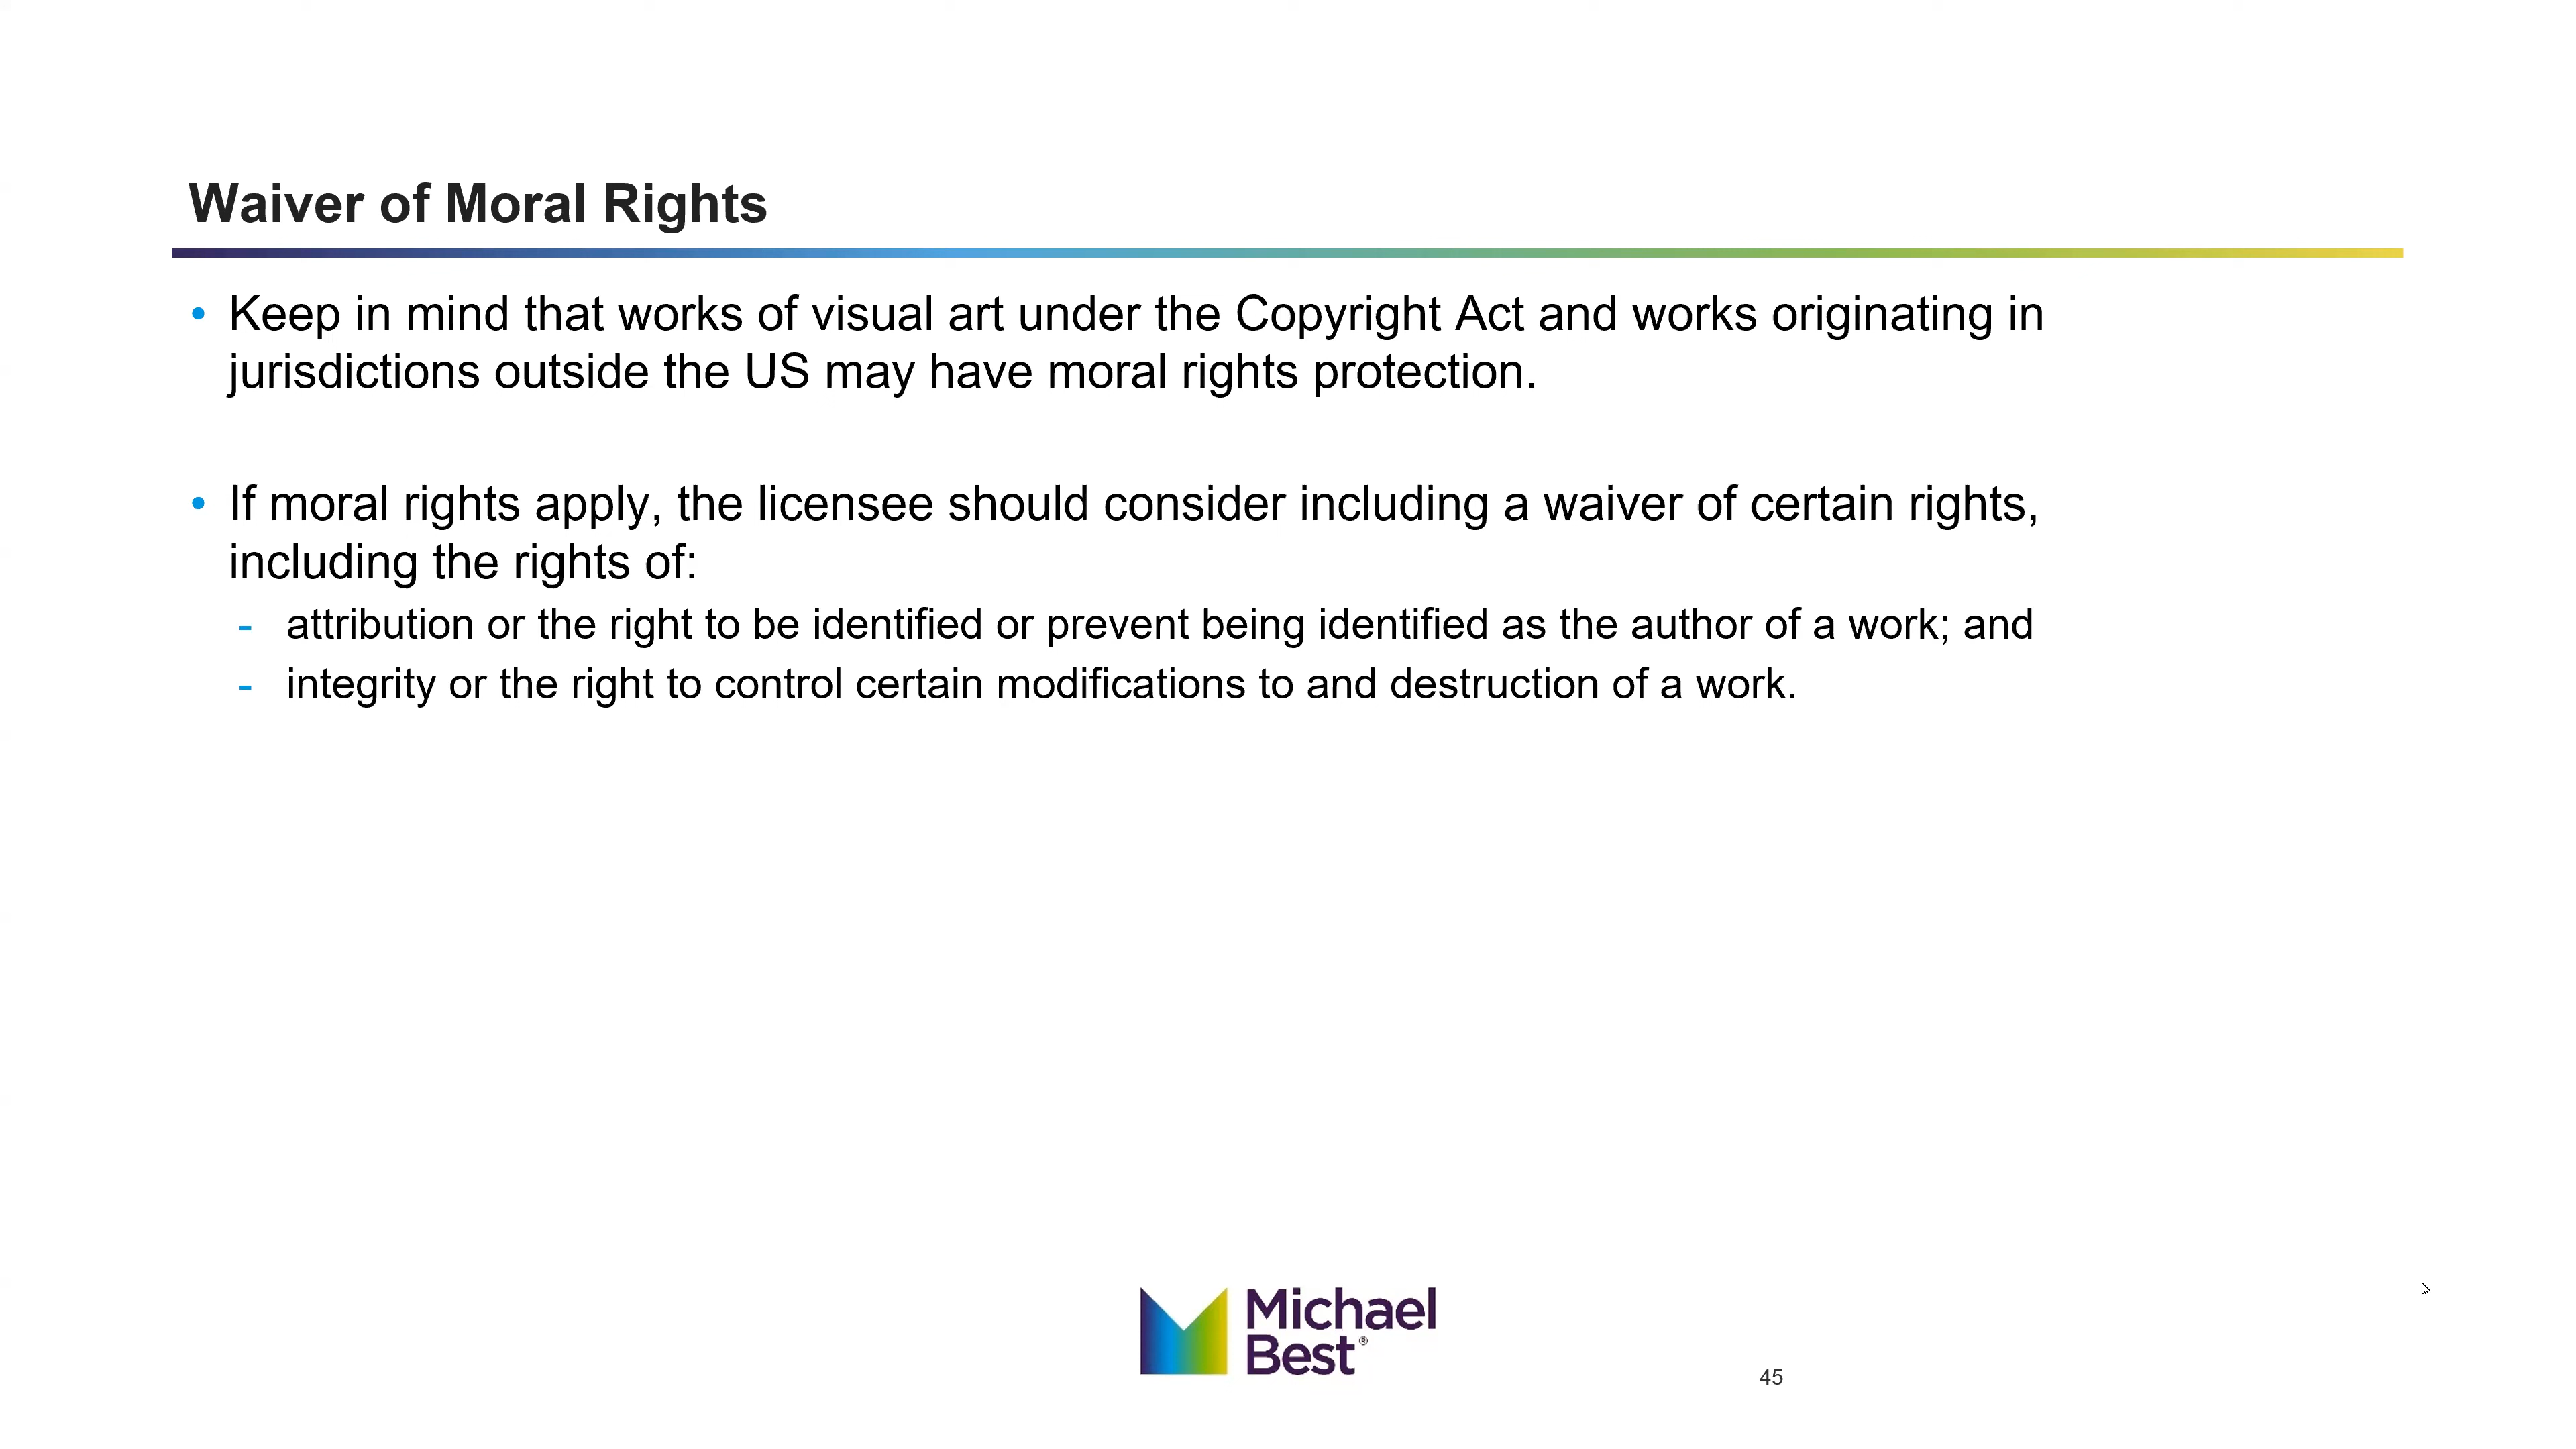 Waiver of Moral Rights
• Keep in mind that works of visual art under the Copyright Act and works originating in
jurisdictions outside the US may have moral rights protection.
• If moral rights apply, the licensee should consider including a waiver of certain rights,
including the rights of:
- attribution or the right to be identified or prevent being identified as the author of a work; and
- integrity or the right to control certain modifications to and destruction of a work.
Michael
Best®
45